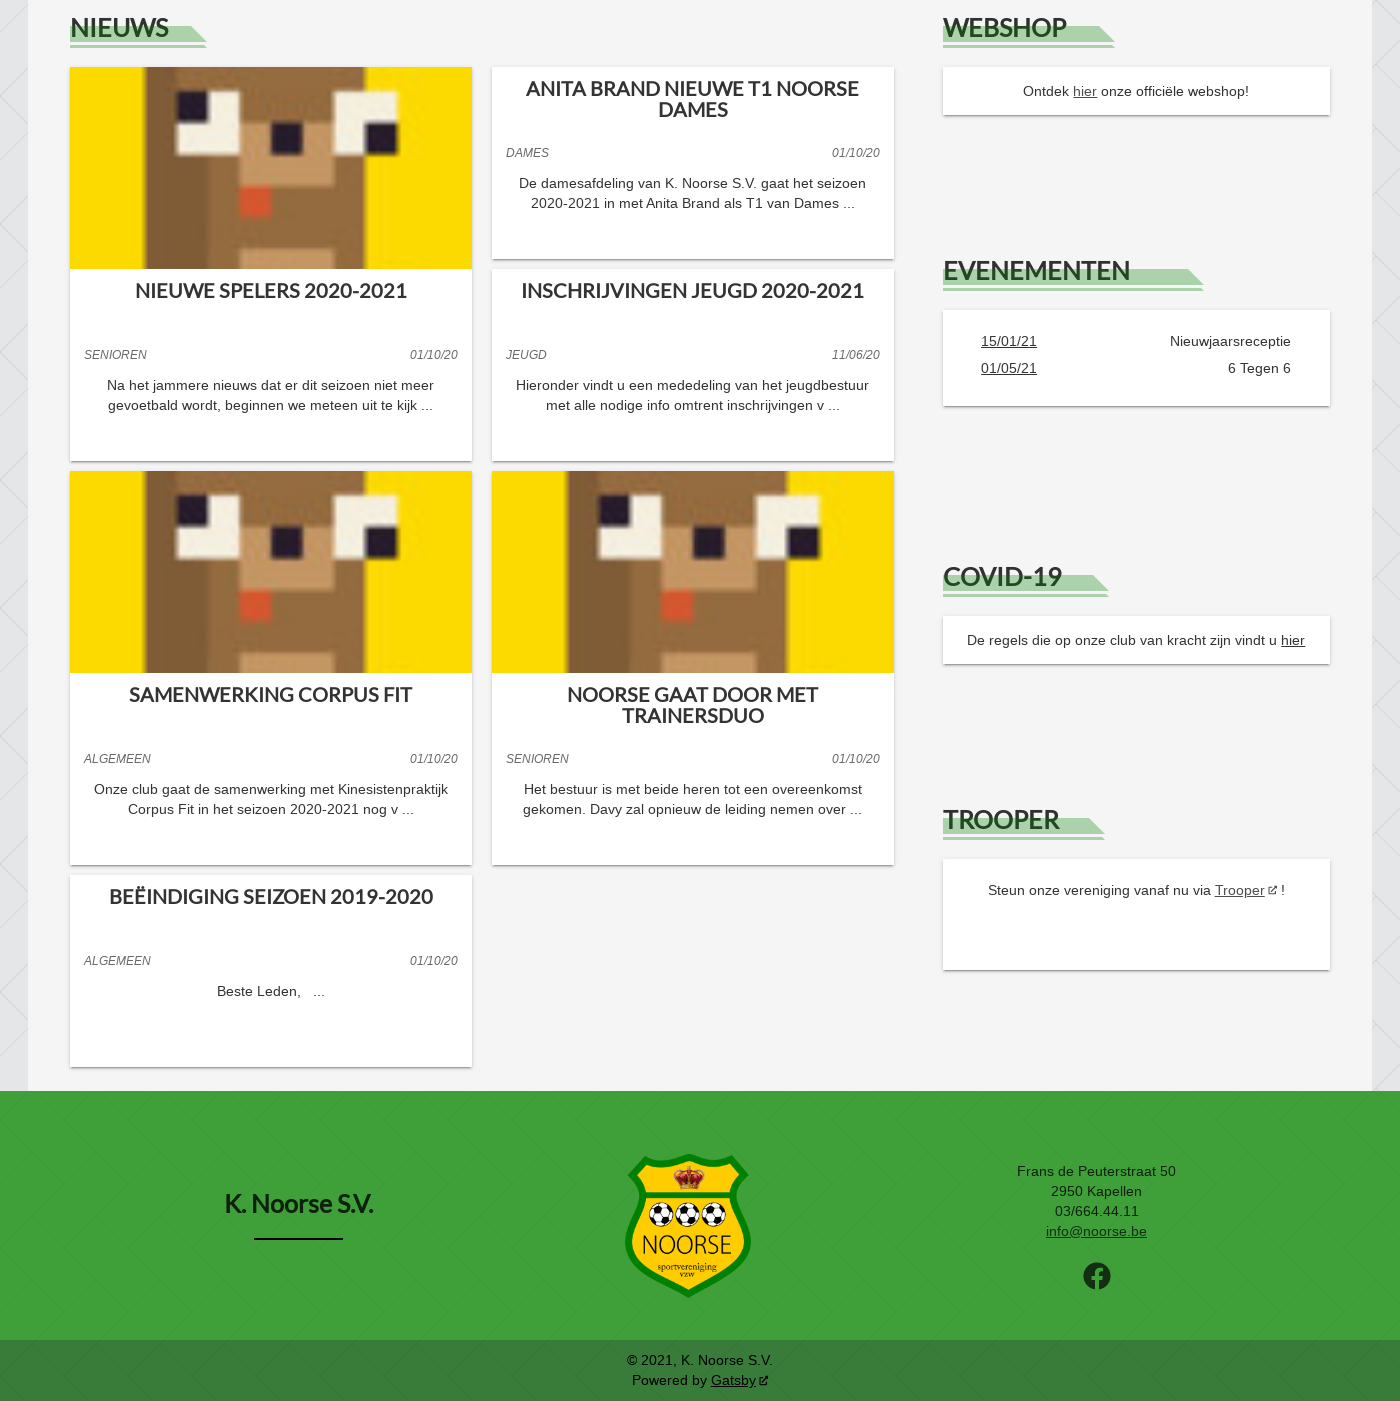 NIEUWS
NIEUWE SPELERS 2020-2021
SENIOREN 01/10/20
Na het jammere nieuws dat er dit seizoen niet meer
gevoetbald wordt, beginnen we meteen uit te kijk ...
ANITA BRAND NIEUWE T1 NOORSE
DAMES
DAMES 01/10/20
De damesafdeling van K. Noorse S.V. gaat het seizoen
2020-2021 in met Anita Brand als T1 van Dames ...
INSCHRIJVINGEN JEUGD 2020-2021
JEUGD 11/06/20
Hieronder vindt u een mededeling van het jeugdbestuur
met alle nodige info omtrent inschrijvingen v ...
SAMENWERKING CORPUS FIT
ALGEMEEN 01/10/20
Onze club gaat de samenwerking met Kinesistenpraktijk
Corpus Fit in het seizoen 2020-2021 nog v ...
NOORSE GAAT DOOR MET
TRAINERSDUO
SENIOREN 01/10/20
Het bestuur is met beide heren tot een overeenkomst
gekomen. Davy zal opnieuw de leiding nemen over ...
BEËINDIGING SEIZOEN 2019-2020
ALGEMEEN 01/10/20
Beste Leden, ...
WEBSHOP
Ontdek hier onze officiële webshop!
EVENEMENTEN
15/01/21 Nieuwjaarsreceptie
01/05/21 6 Tegen 6
COVID-19
De regels die op onze club van kracht zijn vindt u hier
TROOPER
Steun onze vereniging vanaf nu via Trooper !
K. Noorse S.V.
NOORSE
sportvereniging
vzw
Frans de Peuterstraat 50
2950 Kapellen
03/664.44.11
info@noorse.be
© 2021, K. Noorse S.V.
Powered by Gatsby